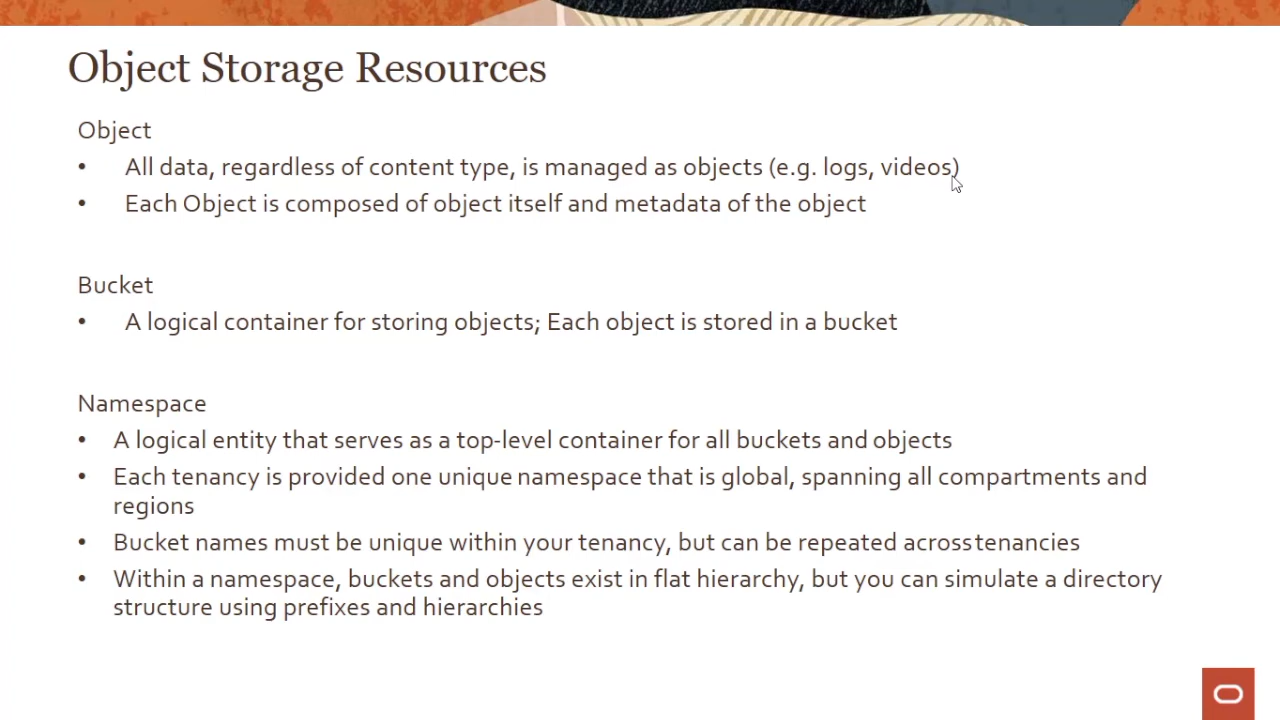 Object Storage Resources
Object
• All data, regardless of content type, is managed as objects (e.g. logs, videos)
• Each Object is composed of object itself and metadata of the object
Bucket
• A logical container for storing objects; Each object is stored in a bucket
Namespace
• A logical entity that serves as a top-level container for all buckets and objects
• Each tenancy is provided one unique namespace that is global, spanning all compartments and
regions
• Bucket names must be unique within your tenancy, but can be repeated across tenancies
• Within a namespace, buckets and objects exist in flat hierarchy, but you can simulate a directory
structure using prefixes and hierarchies